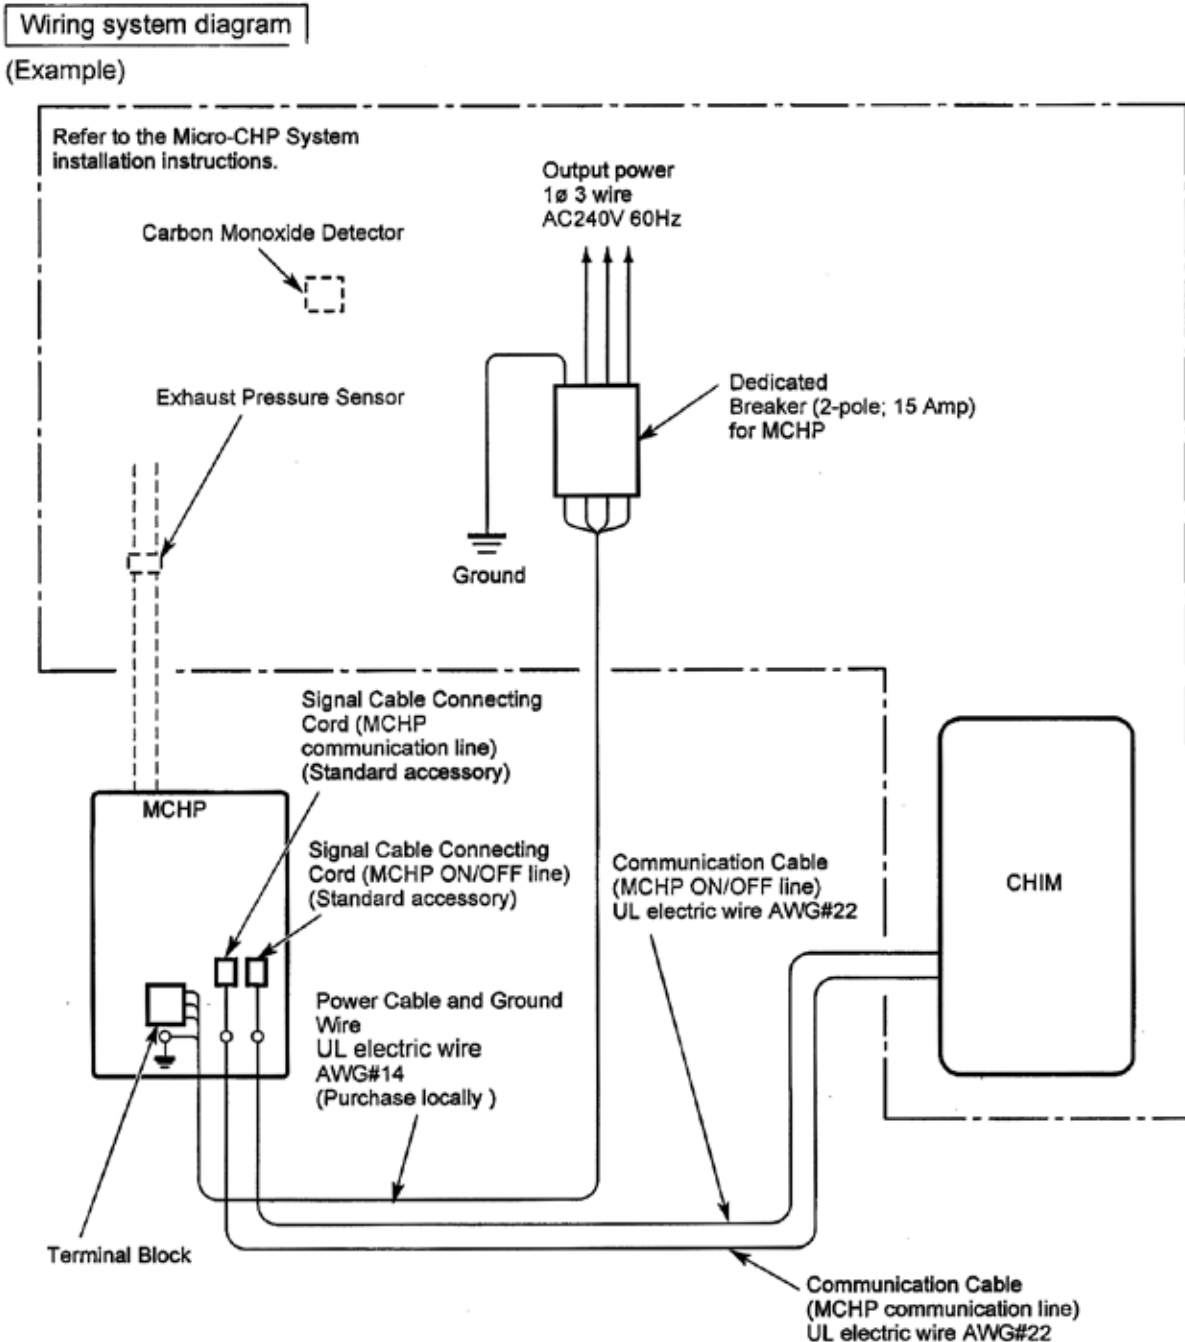 Wiring system diagram
(Example)
Refer to the Micro-CHP System
installation instructions.
Output power
1ø 3 wire
AC240V 60Hz
Carbon Monoxide Detector
Exhaust Pressure Sensor
Dedicated
Breaker (2-pole; 15 Amp)
for MCHP
Ground
Signal Cable Connecting
Cord (MCHP
communication line)
(Standard accessory)
MCHP
Signal Cable Connecting
Cord (MCHP ON/OFF line)
(Standard accessory)
Communication Cable
(MCHP ON/OFF line)
UL electric wire AWG#22
CHIM
Power Cable and Ground
Wire
UL electric wire
AWG#14
(Purchase locally )
Terminal Block
Communication Cable
(MCHP communication line)
UL electric wire AWG#22